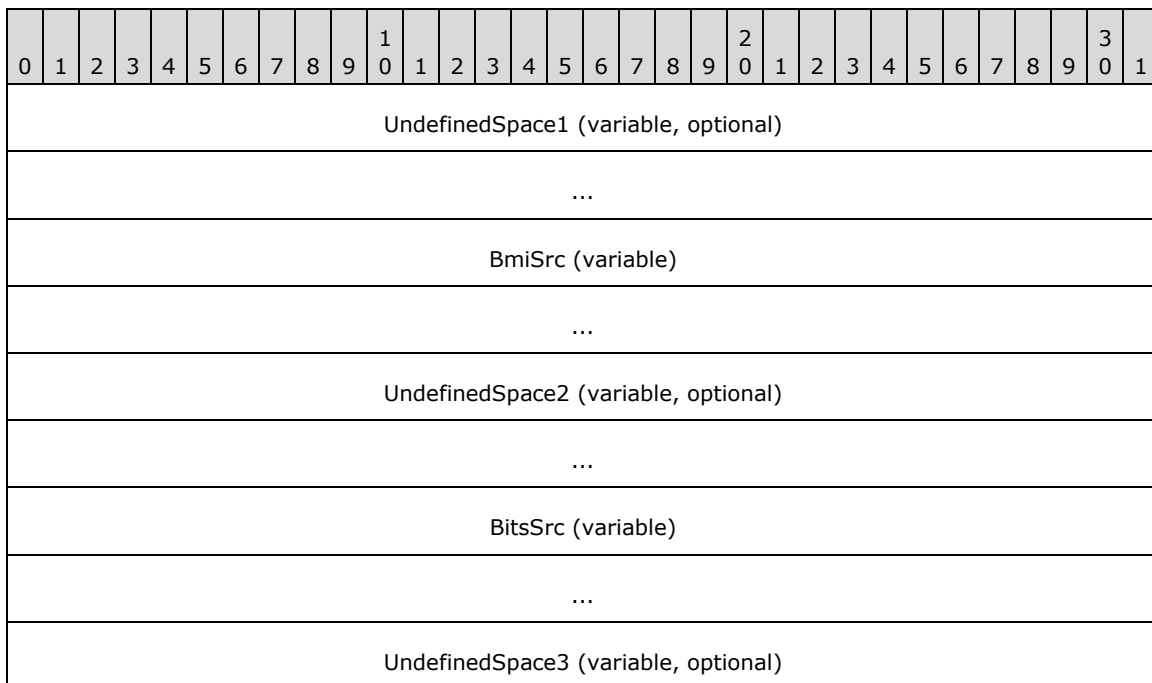 1 2 3
0 1 2 3 4 5 6 7 8 9 0 1 2 3 4 5 6 7 8 9 0 1 2 3 4 5 6 7 8 9 0 1
UndefinedSpace1 (variable, optional)
...
BmiSrc (variable)
...
UndefinedSpace2 (variable, optional)
...
BitsSrc (variable)
...
UndefinedSpace3 (variable, optional)